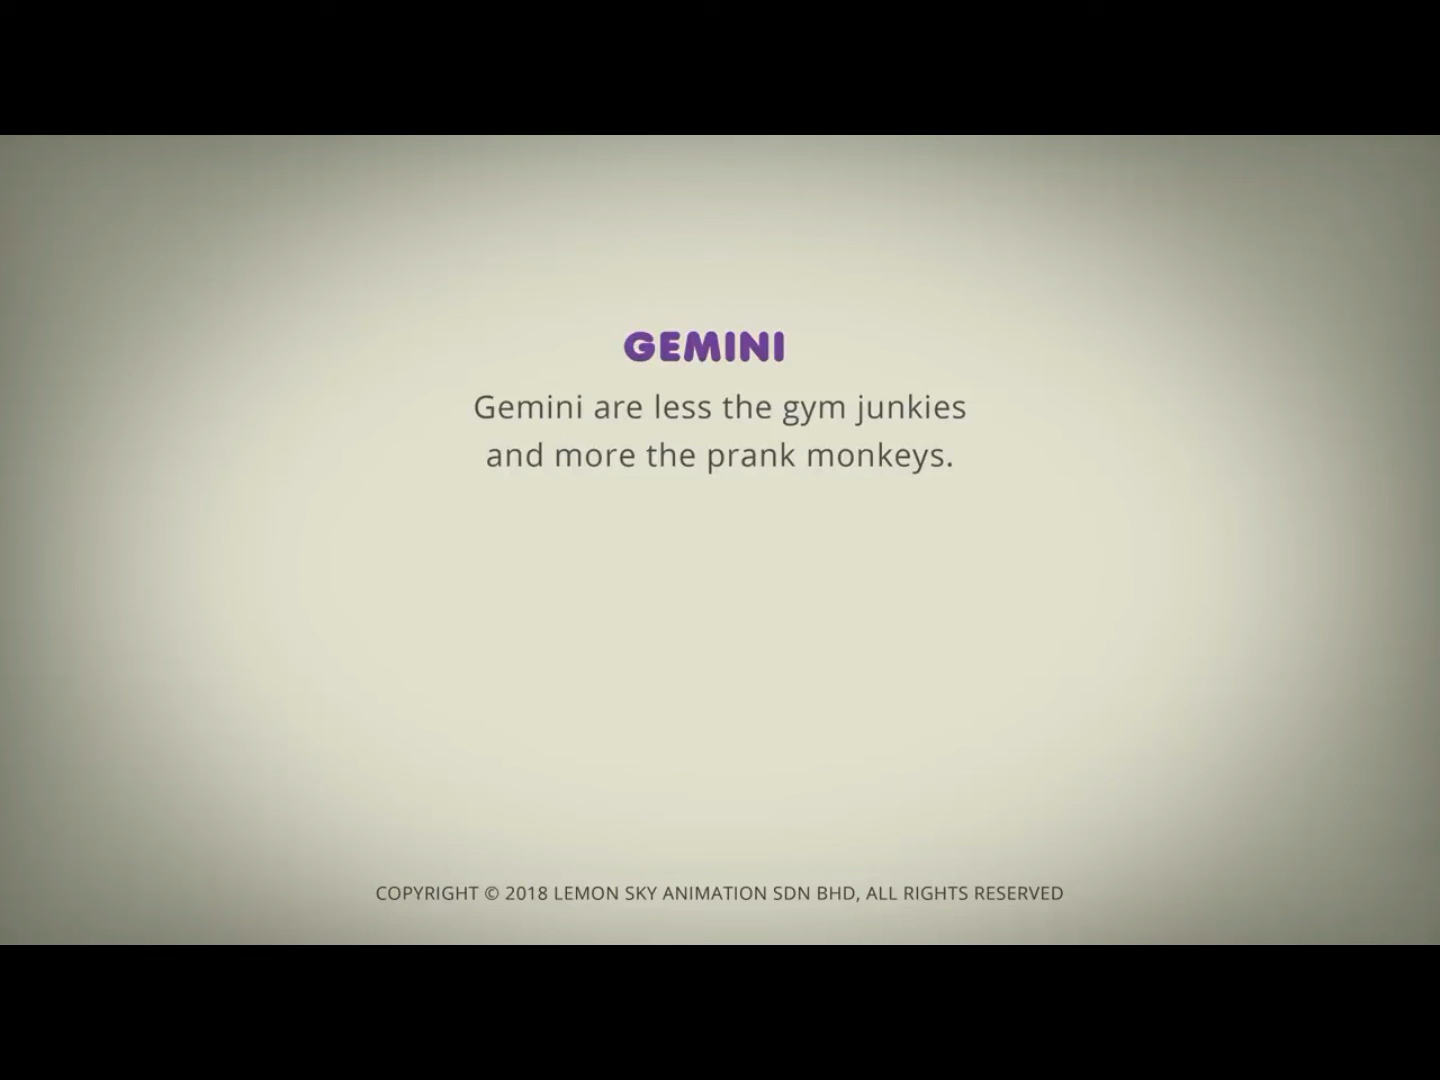 GEMINI
Gemini are less the gym junkies
and more the prank monkeys.
COPYRIGHT © 2018 LEMON SKY ANIMATION SDN BHD, ALL RIGHTS RESERVED